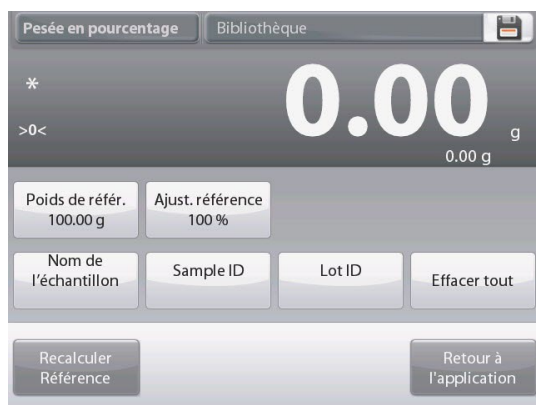 Pesée en pourcentage
Bibliothèque
*
0.00 g
>0<
0.00 g
Poids de référ.
100.00 g
Ajust. référence
100 %
Nom de
l'échantillon
Sample ID
Lot ID
Effacer tout
Recalculer
Référence
Retour à
l'application